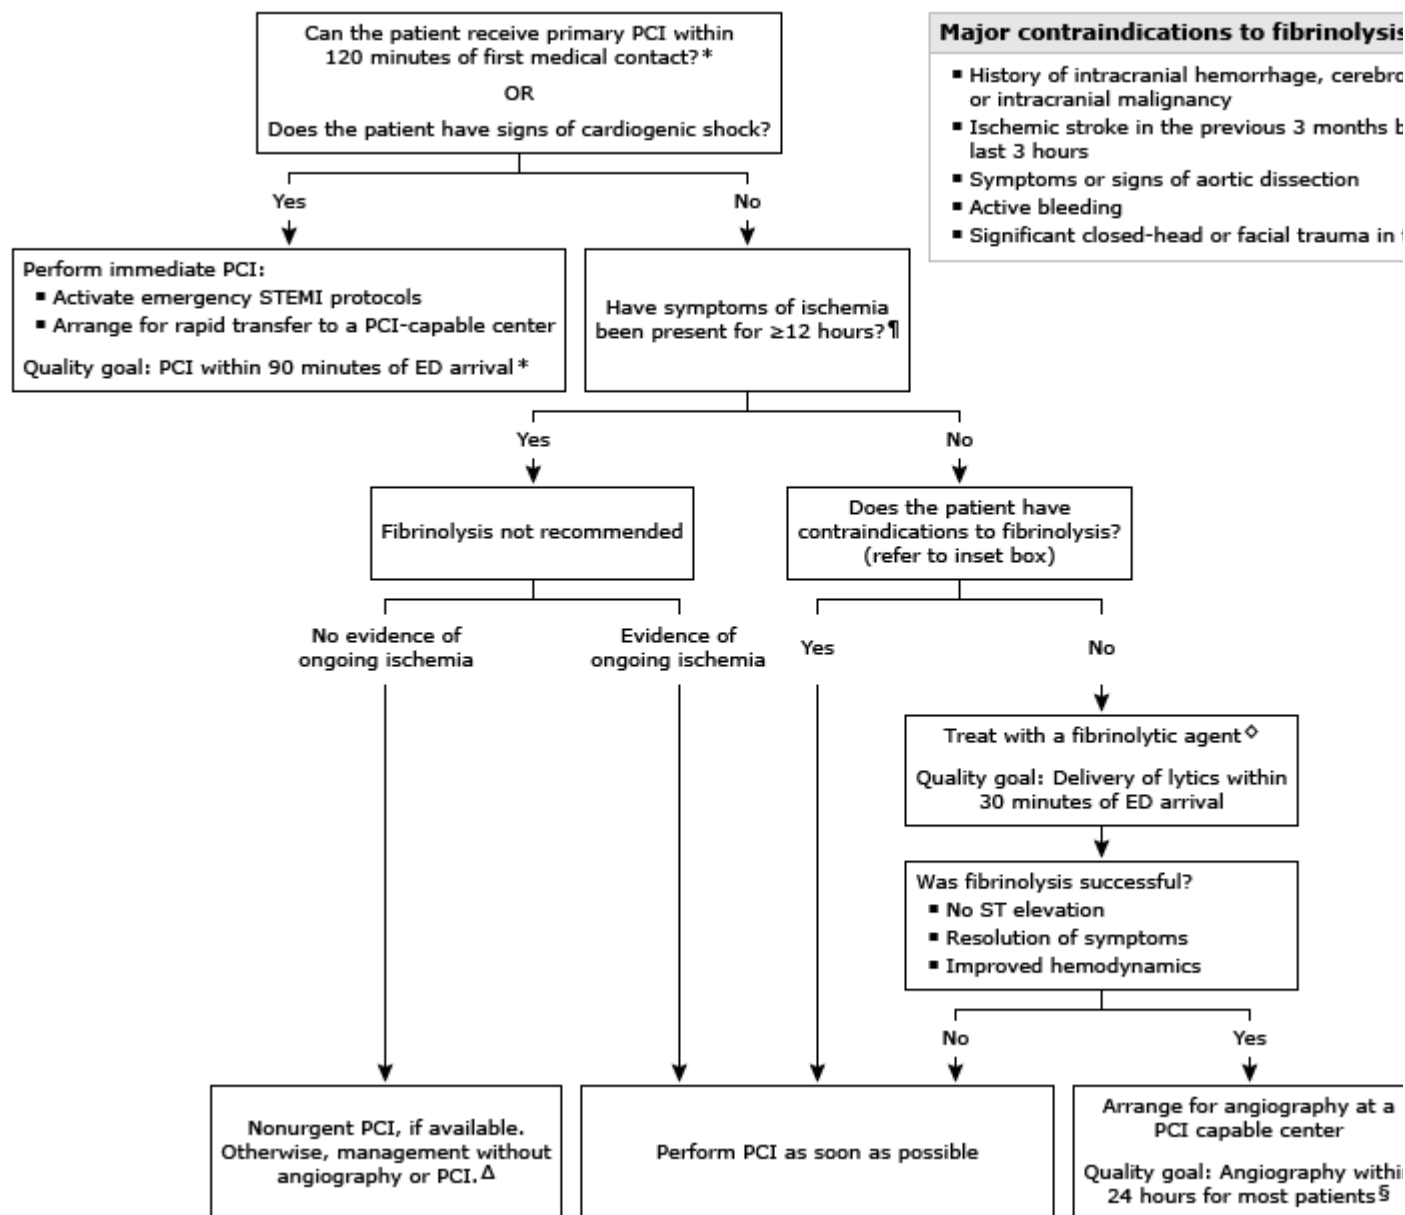 Can the patient receive primary PCI within
120 minutes of first medical contact?*
OR
Does the patient have signs of cardiogenic shock?
Major contraindications to fibrinolysis
■ History of intracranial hemorrhage,
or intracranial malignancy
■ Ischemic stroke in the previous 3 months
last 3 hours
■ Symptoms or signs of aortic dissection
■ Active bleeding
■ Significant closed-head or facial trauma in
Yes
No
Perform immediate PCI:
■ Activate emergency STEMI protocols
■ Arrange for rapid transfer to a PCI-capable center
Quality goal: PCI within 90 minutes of ED arrival*
Have symptoms of ischemia
been present for ≥12 hours?¶
Yes
No
Fibrinolysis not recommended
Does the patient have
contraindications to fibrinolysis?
(refer to inset box)
No evidence of
ongoing ischemia
Evidence of
ongoing ischemia
Yes
No
Treat with a fibrinolytic agent◇
Quality goal: Delivery of lytics within
30 minutes of ED arrival
Was fibrinolysis successful?
■ No ST elevation
■ Resolution of symptoms
■ Improved hemodynamics
No
Yes
Nonurgent PCI, if available.
Otherwise, management without
angiography or PCI.Δ
Perform PCI as soon as possible
Arrange for angiography at a
PCI capable center
Quality goal: Angiography within
24 hours for most patients§